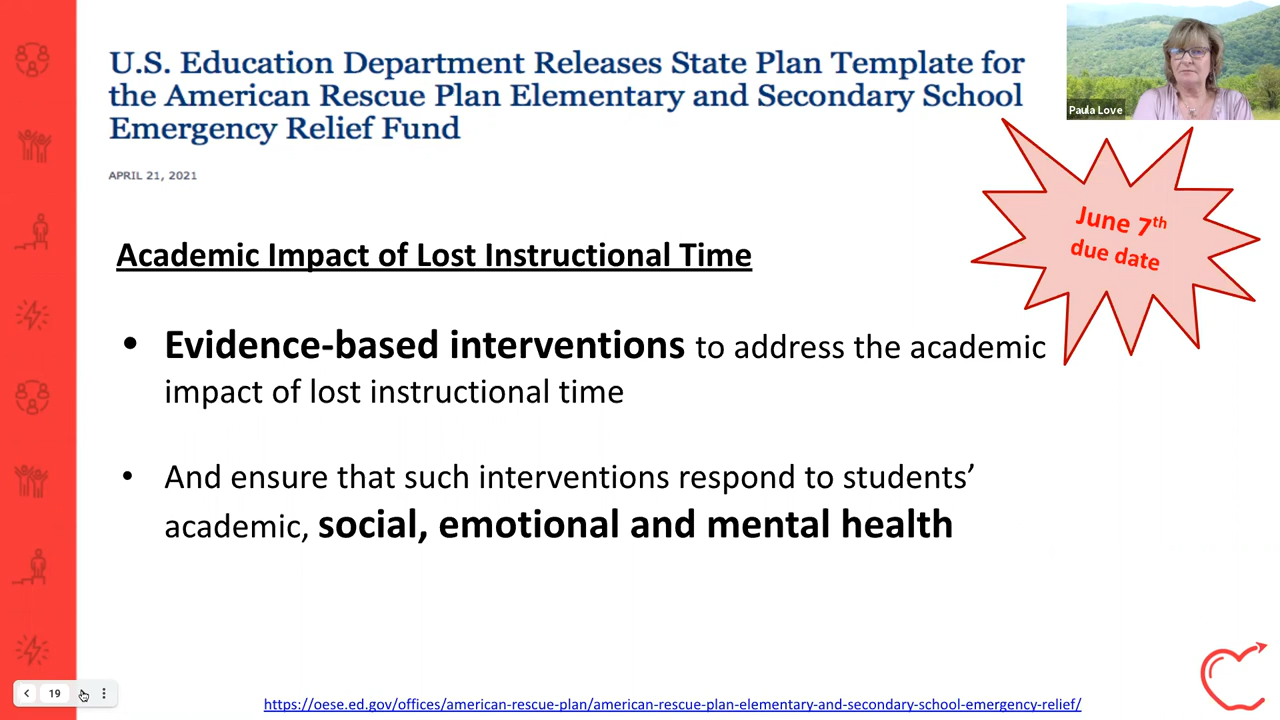 U.S. Education Department Releases State Plan Template for
the American Rescue Plan Elementary and Secondary School
Emergency Relief Fund
Paula Love
APRIL 21, 2021
June 7th
due date
Academic Impact of Lost Instructional Time
• Evidence-based interventions to address the academic
impact of lost instructional time
• And ensure that such interventions respond to students’
academic, social, emotional and mental health
19
https://oese.ed.gov/offices/american-rescue-plan/american-rescue-plan-elementary-and-secondary-school-emergency-relief/